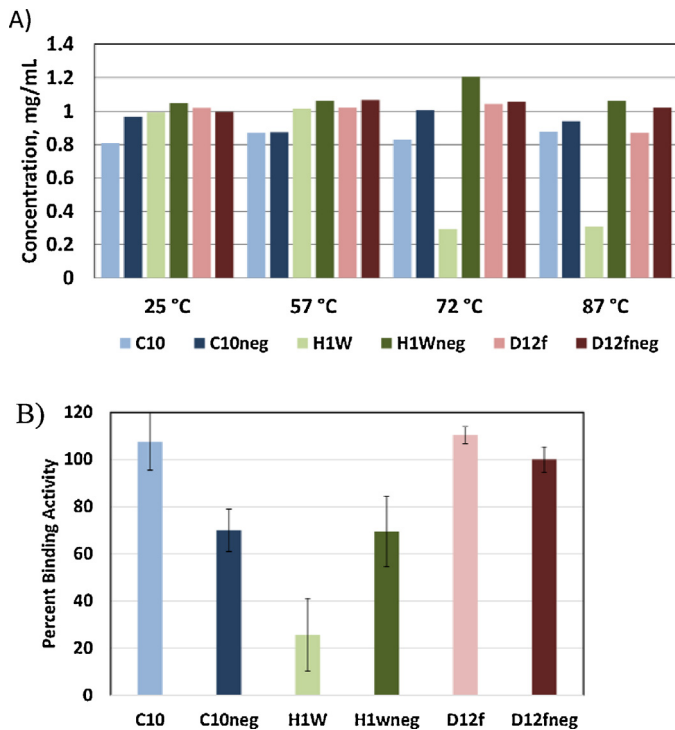 A)
Concentration, mg/mL
1.4
1.2
1
0.8
0.6
0.4
0.2
0
25 °C 57 °C 72 °C 87 °C
C10 C10neg H1W H1Wneg D12f D12fneg
B)
Percent Binding Activity
120
100
80
60
40
20
0
C10 C10neg H1W H1wneg D12f D12fneg